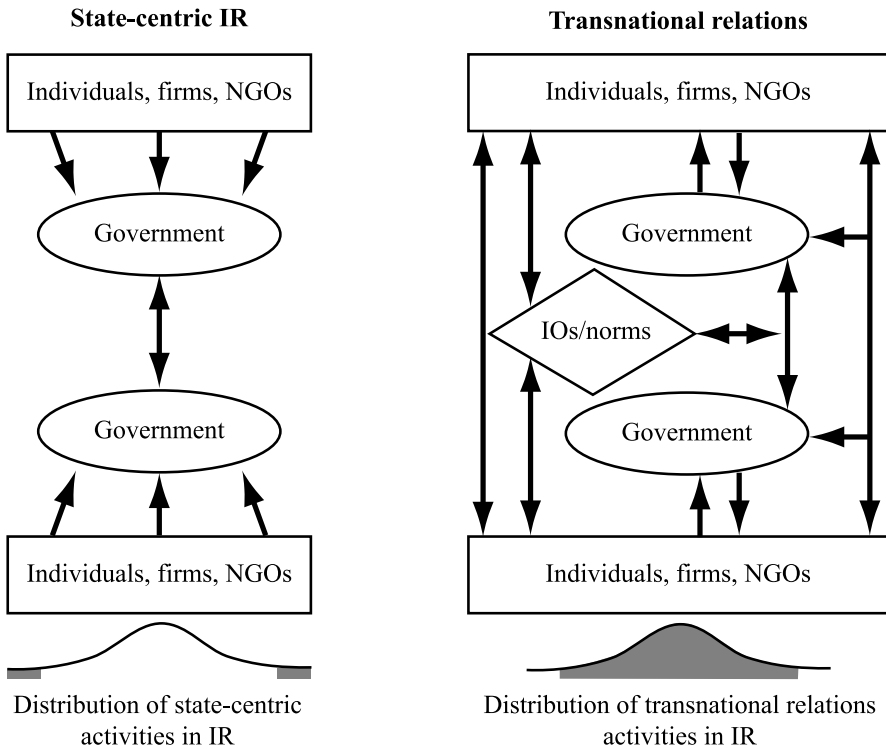 State-centric IR
Individuals, firms, NGOs
Government
Government
Individuals, firms, NGOs
Distribution of state-centric
activities in IR
Transnational relations
Individuals, firms, NGOs
Government
IOs/norms
Government
Individuals, firms, NGOs
Distribution of transnational relations
activities in IR